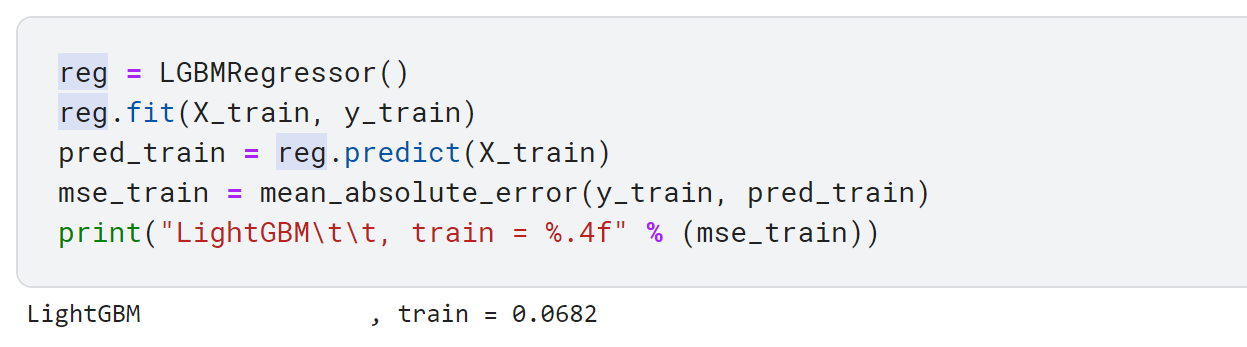 reg = LGBMRegressor()
reg.fit(X_train, y_train)
pred_train = reg.predict(X_train)
mse_train = mean_absolute_error(y_train, pred_train)
print("LightGBM\t\t, train = %.4f" % (mse_train))
LightGBM		, train = 0.0682